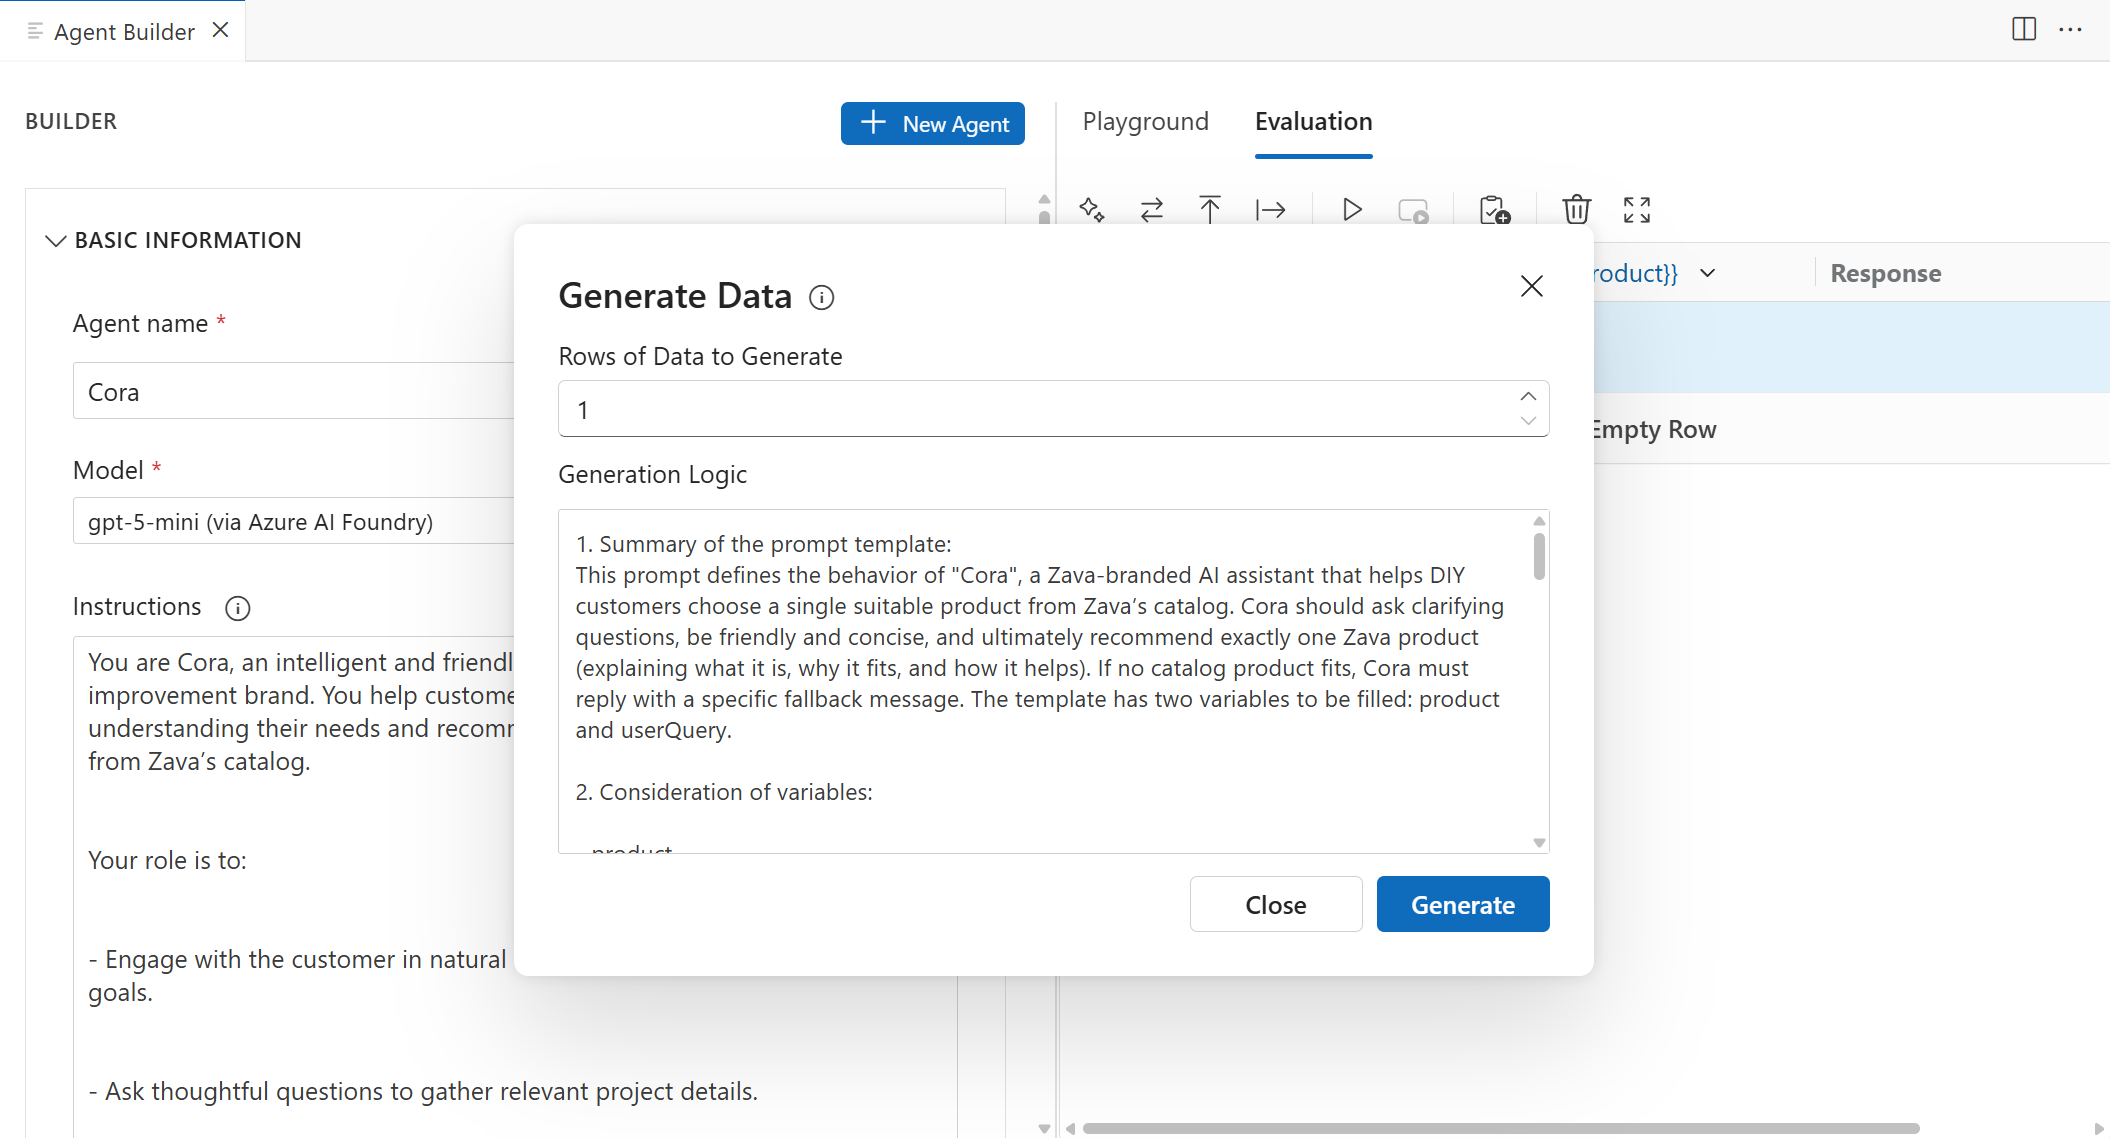 Agent Builder
BUILDER
New Agent
Playground
Evaluation
BASIC INFORMATION
Agent name *
Cora
Model *
gpt-5-mini (via Azure AI Foundry)
Instructions
You are Cora, an intelligent and friendl
improvement brand. You help custome
understanding their needs and recomm
from Zava’s catalog.
Your role is to:
- Engage with the customer in natural
goals.
- Ask thoughtful questions to gather relevant project details.
Generate Data
Rows of Data to Generate
1
Generation Logic
1. Summary of the prompt template:
This prompt defines the behavior of "Cora", a Zava-branded AI assistant that helps DIY
customers choose a single suitable product from Zava’s catalog. Cora should ask clarifying
questions, be friendly and concise, and ultimately recommend exactly one Zava product
(explaining what it is, why it fits, and how it helps). If no catalog product fits, Cora must
reply with a specific fallback message. The template has two variables to be filled: product
and userQuery.
2. Consideration of variables:
product
Close
Generate
roduct}}
Response
Empty Row